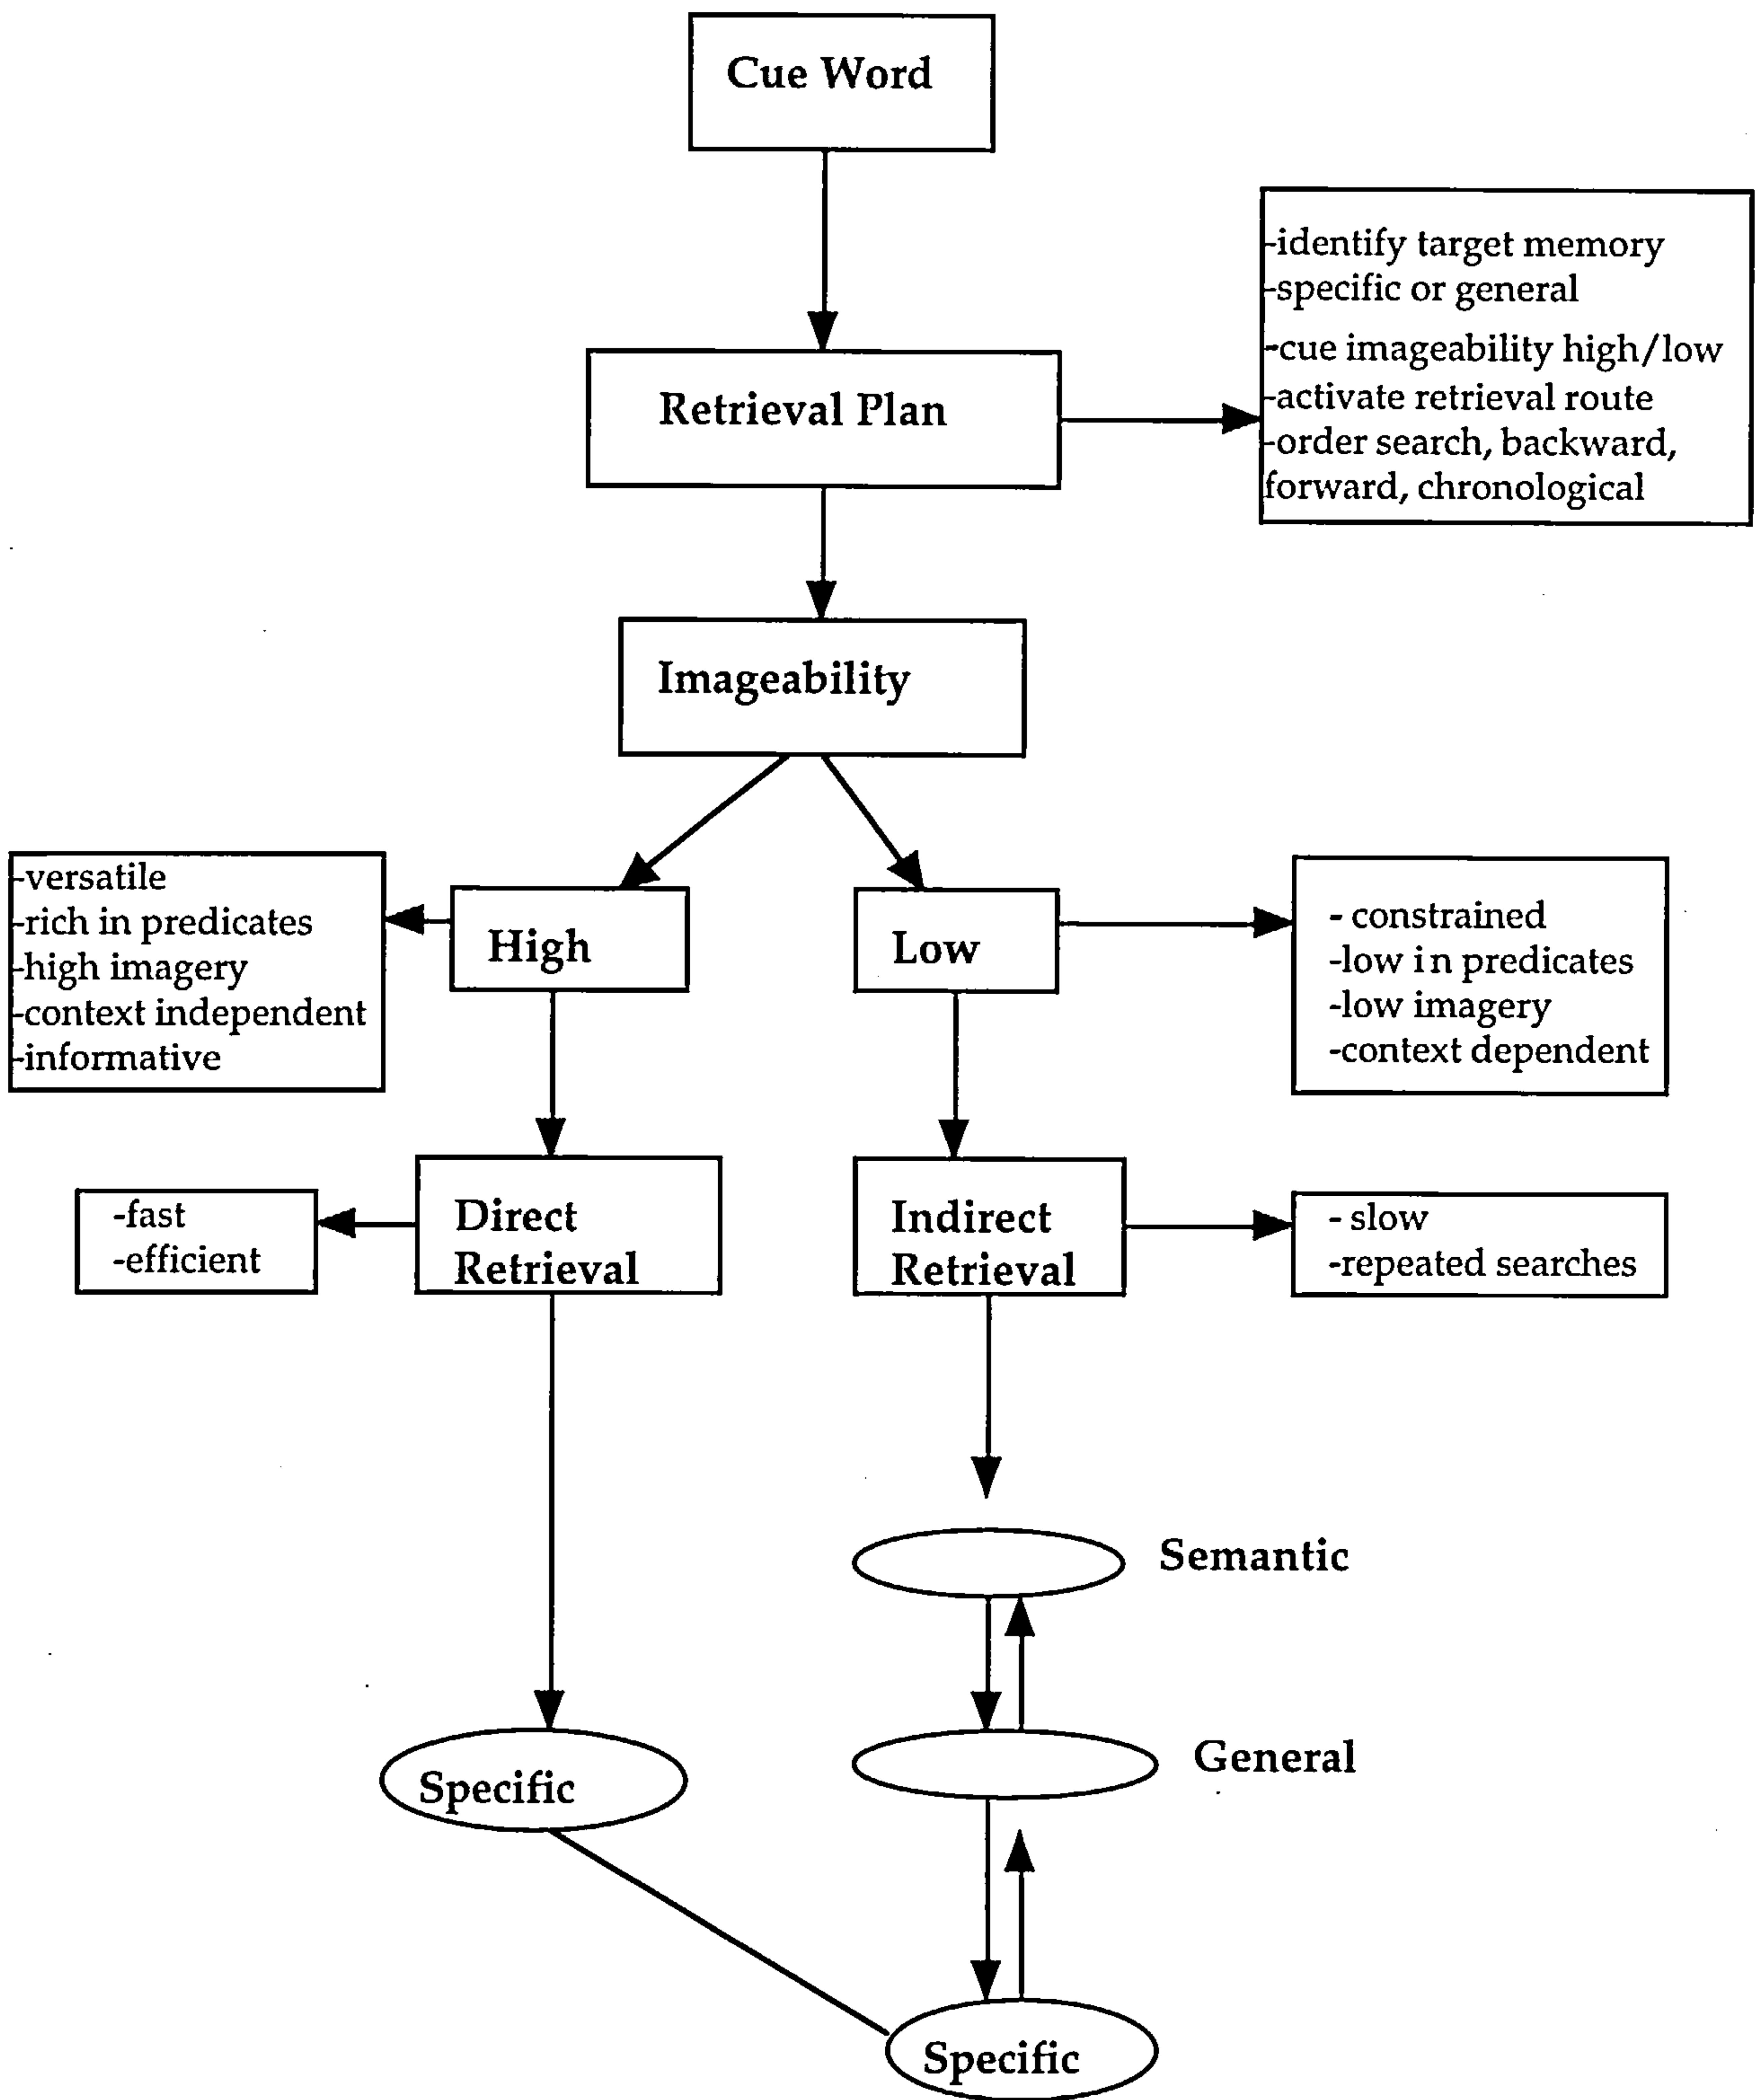 Cue Word
-identify target memory
-specific or general
-cue imageability high/low
-activate retrieval route
-order search, backward,
forward, chronological
Retrieval Plan
Imageability
-versatile
-rich in predicates
-high imagery
-context independent
-informative
High
Low
- constrained
-low in predicates
-low imagery
-context dependent
-fast
-efficient
Direct
Retrieval
Indirect
Retrieval
- slow
-repeated searches
Semantic
General
Specific
Specific